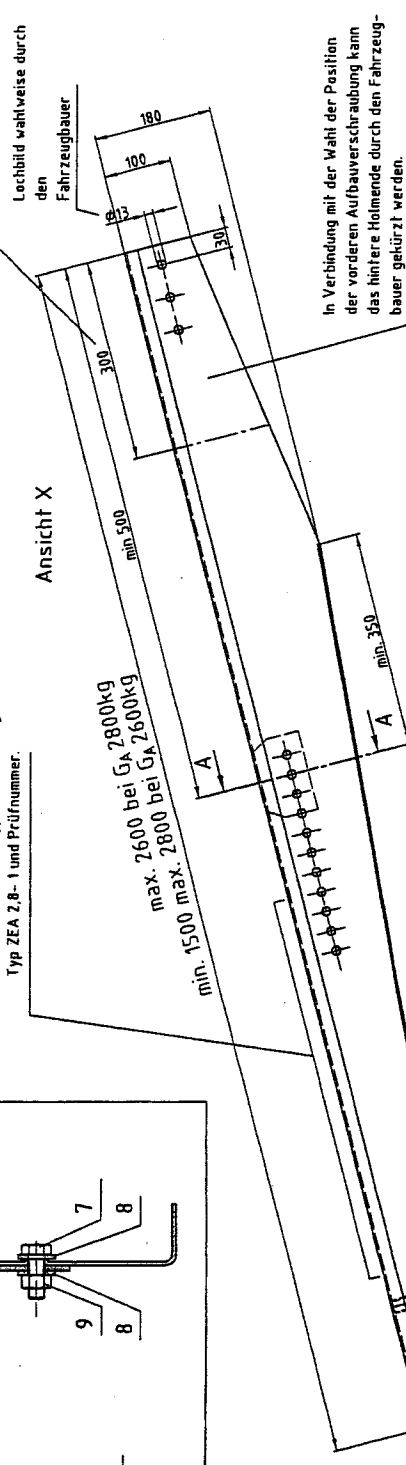 Lochbild wahlweise durch
den
Fahrzeugbauer
180
100
ø13
30
300
min 500
Ansicht X
In Verbindung mit der Wahl der Position
der vorderen Aufbauverschraubung kann
das hintere Holmende durch den Fahrzeug-
bauer gekürzt werden.
Typ ZEA 2,8-1 und Prüfnummer.
max. 2600 bei GA 2800kg
min. 1500 max. 2800 bei GA 2600kg
A
A
min. 350
7
8
9
8